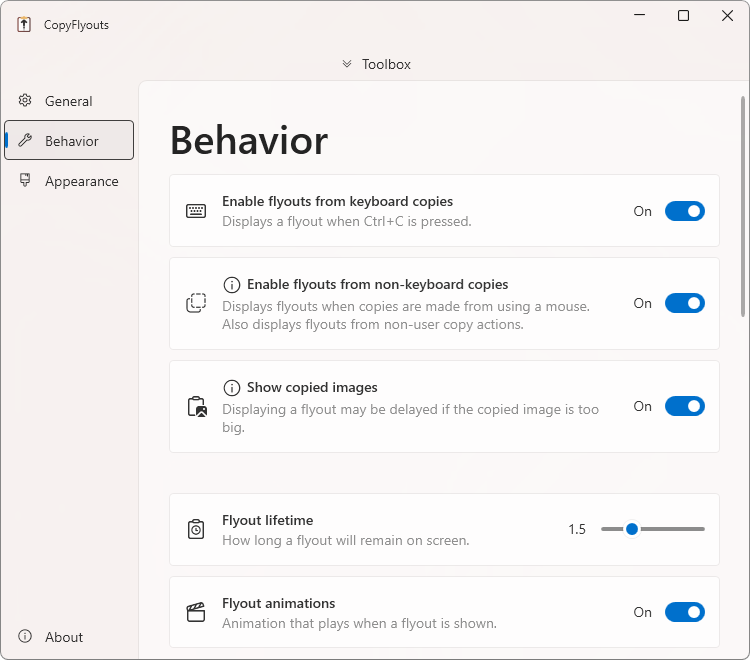 CopyFlyouts
Toolbox
General
Behavior
Appearance
About
Behavior
Enable flyouts from keyboard copies
Displays a flyout when Ctrl+C is pressed.
On
Enable flyouts from non-keyboard copies
Displays flyouts when copies are made from using a mouse.
Also displays flyouts from non-user copy actions.
On
Show copied images
Displaying a flyout may be delayed if the copied image is too
big.
On
Flyout lifetime
How long a flyout will remain on screen.
1.5
Flyout animations
Animation that plays when a flyout is shown.
On